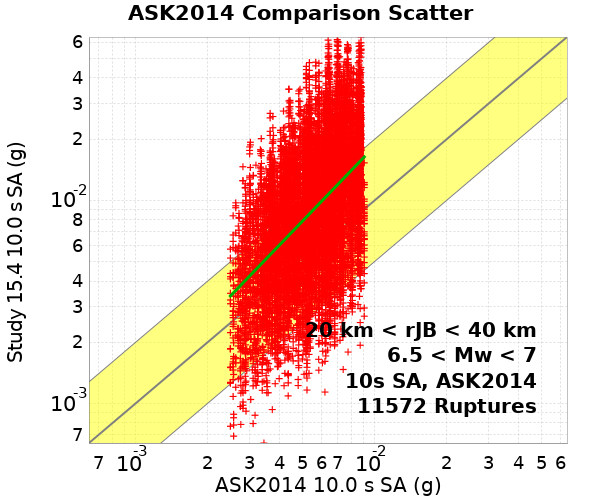 ASK2014 Comparison Scatter
Study 15.4 10.0 s SA (g)
6
4
3
2
10-2
8
6
4
3
2
10-3
7
20 km < rJB < 40 km
6.5 < Mw < 7
10s SA, ASK2014
11572 Ruptures
7 10-3 2 3 4 5 6 7 10-2 2 3 4 5 6
ASK2014 10.0 s SA (g)